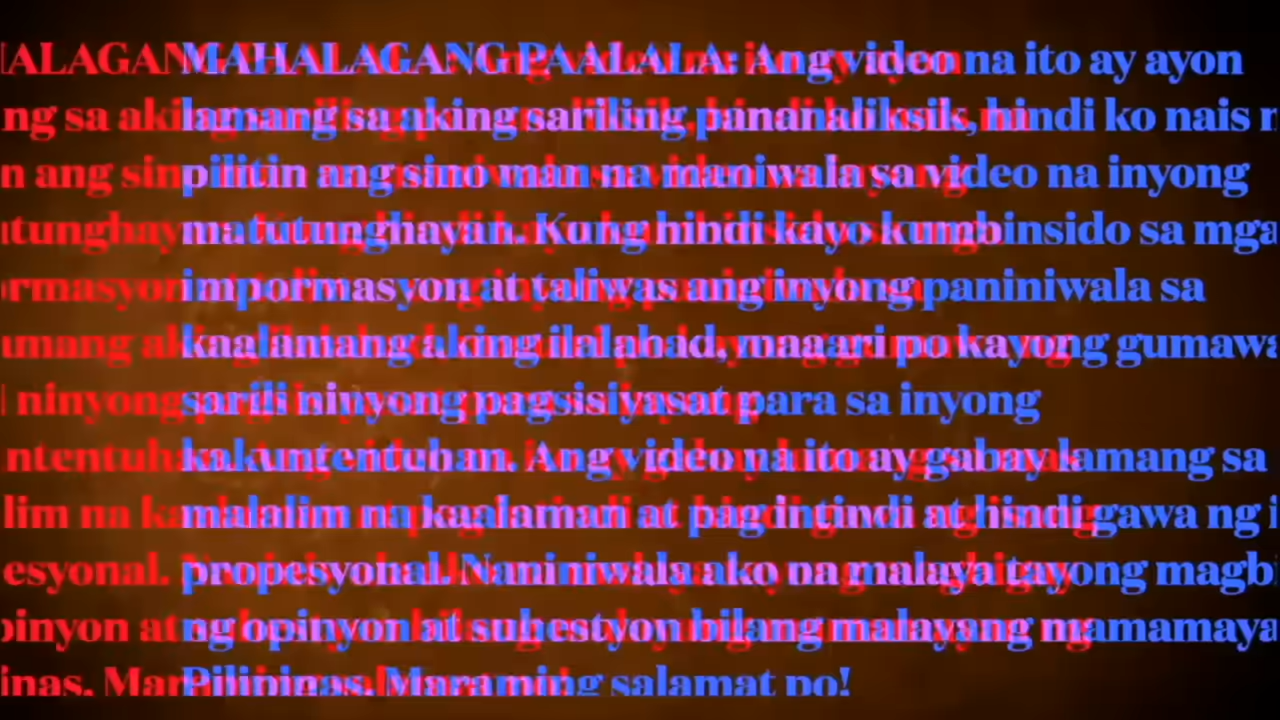 MAHALAGANG PAALALA: Ang video na ito ay ayon
lamang sa aking sariling pananaliksik, hindi ko nais
pilitin ang sino man na maniwala sa video na inyong
matutunghayan. Kung hindi kayo kumbinsido sa mga
impormasyon at taliwas ang inyong paniniwala sa
kaalamang aking ilalahad, maaari po kayong
sarili ninyong pagsisiyasat para sa inyong
kakuntentuhan. Ang video na ito ay gabay lamang sa
malalim na kaalaman at pag intindi at hindi gawa ng
propesyonal. Naniniwala ako na malaya tayong
ng opinyon at suhestyon bilang malayang
Pilipinas. Maraming salamat po!